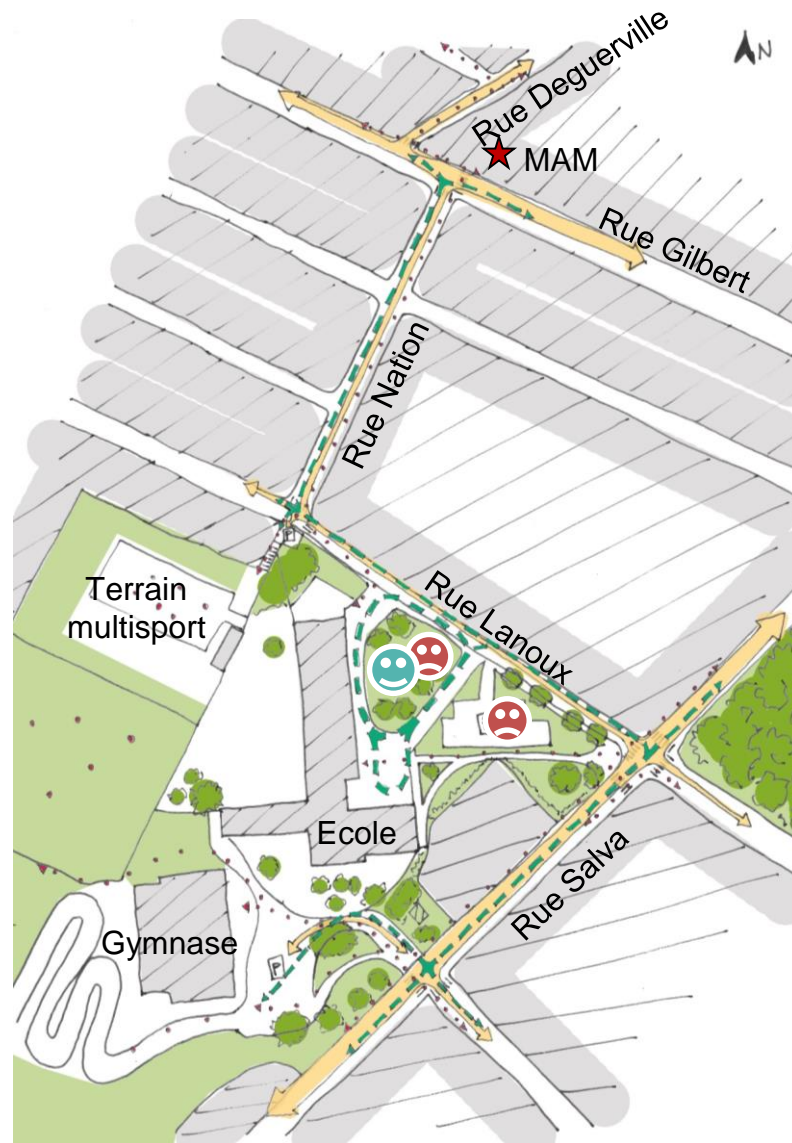 N
Rue Deguerville
MAM
Rue Gilbert
Rue Nation
Rue Lanoux
Terrain
multisport
Ecole
Rue Salva
Gymnase
P